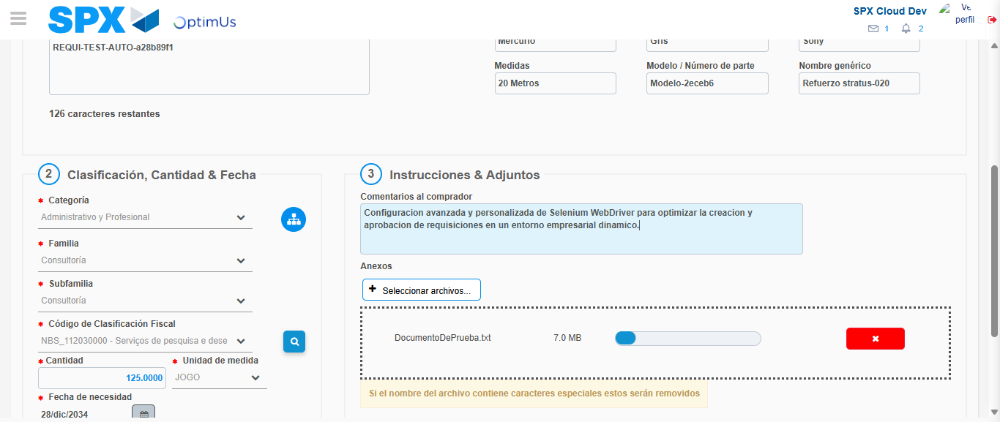 SPX OptimUs
SPX Cloud Dev
Ve
perfil
1 2
REQUI-TEST-AUTO-a28b89f1
126 caracteres restantes
Mercurio Gris Sony
Medidas Modelo / Número de parte Nombre genérico
20 Metros Modelo-2eceb6 Refuerzo stratus-020
2 Clasificación, Cantidad & Fecha
* Categoría
Administrativo y Profesional
* Familia
Consultoría
* Subfamilia
Consultoría
* Código de Clasificación Fiscal
NBS_112030000 - Serviços de pesquisa e dese
* Cantidad * Unidad de medida
125.0000 JOGO
* Fecha de necesidad
28/dic/2034
3 Instrucciones & Adjuntos
Comentarios al comprador
Configuracion avanzada y personalizada de Selenium WebDriver para optimizar la creacion y
aprobacion de requisiciones en un entorno empresarial dinamico.
Anexos
+ Seleccionar archivos...
DocumentoDePrueba.txt 7.0 MB
Si el nombre del archivo contiene caracteres especiales estos serán removidos